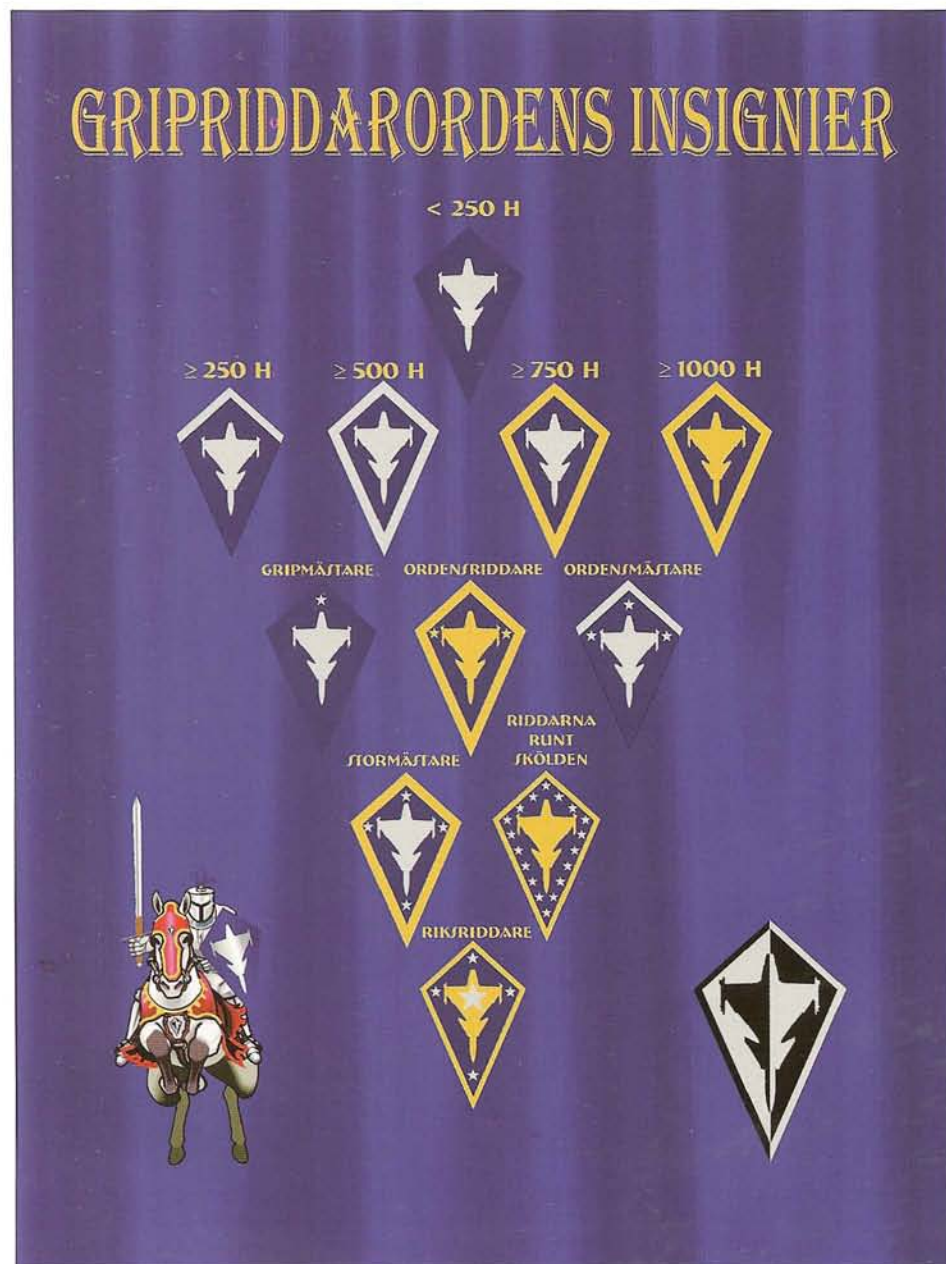 GRIPRIDDARORDENS INSIGNIER
< 250 H
≥ 250 H ≥ 500 H ≥ 750 H ≥ 1000 H
GRIPMÄSTARE ORDENSRIDDARE ORDENSMÄSTARE
RIDDARNA
RUNT
STORMÄSTARE SKÖLDEN
RIKSRIDDARE